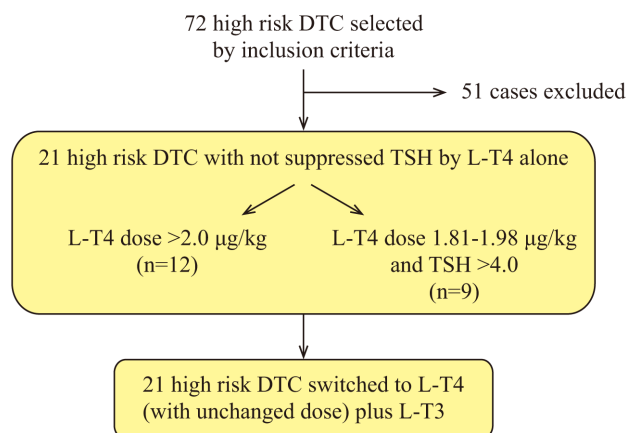 72 high risk DTC selected
by inclusion criteria
51 cases excluded
21 high risk DTC with not suppressed TSH by L-T4 alone
L-T4 dose >2.0 μg/kg
(n=12)
L-T4 dose 1.81-1.98 μg/kg
and TSH >4.0
(n=9)
21 high risk DTC switched to L-T4
(with unchanged dose) plus L-T3